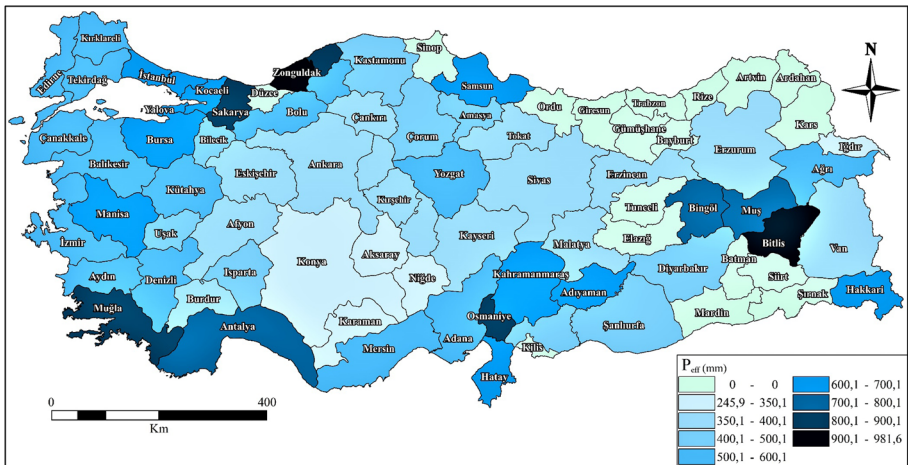 Kırklareli
Edirne
Tekirdağ
İstanbul
Kocaeli
Yalova
Sakarya
Düzce
Zonguldak
Bolu
Kastamonu
Sinop
Samsun
Çankırı
Çorum
Amasya
Tokat
Ordu
Giresun
Trabzon
Rize
Artvin
Ardahan
Kars
Gümüşhane
Bayburt
Erzurum
Iğdır
Ağrı
N
Çanakkale
Bursa
Bilecik
Balıkesir
Kütahya
Eskişehir
Ankara
Yozgat
Sivas
Erzincan
Tunceli
Bingöl
Muş
Elazığ
Bitlis
Van
Manisa
Uşak
Afyon
Kırşehir
Kayseri
Malatya
Batman
İzmir
Konya
Aksaray
Niğde
Kahramanmaraş
Adıyaman
Diyarbakır
Siirt
Şırnak
Hakkari
Aydın
Denizli
Isparta
Burdur
Mardin
Muğla
Antalya
Karaman
Mersin
Adana
Osmaniye
Şanlıurfa
Kilis
Hatay
0 400
Km
Peff (mm)
0 - 0
245,9 - 350,1
350,1 - 400,1
400,1 - 500,1
500,1 - 600,1
600,1 - 700,1
700,1 - 800,1
800,1 - 900,1
900,1 - 981,6